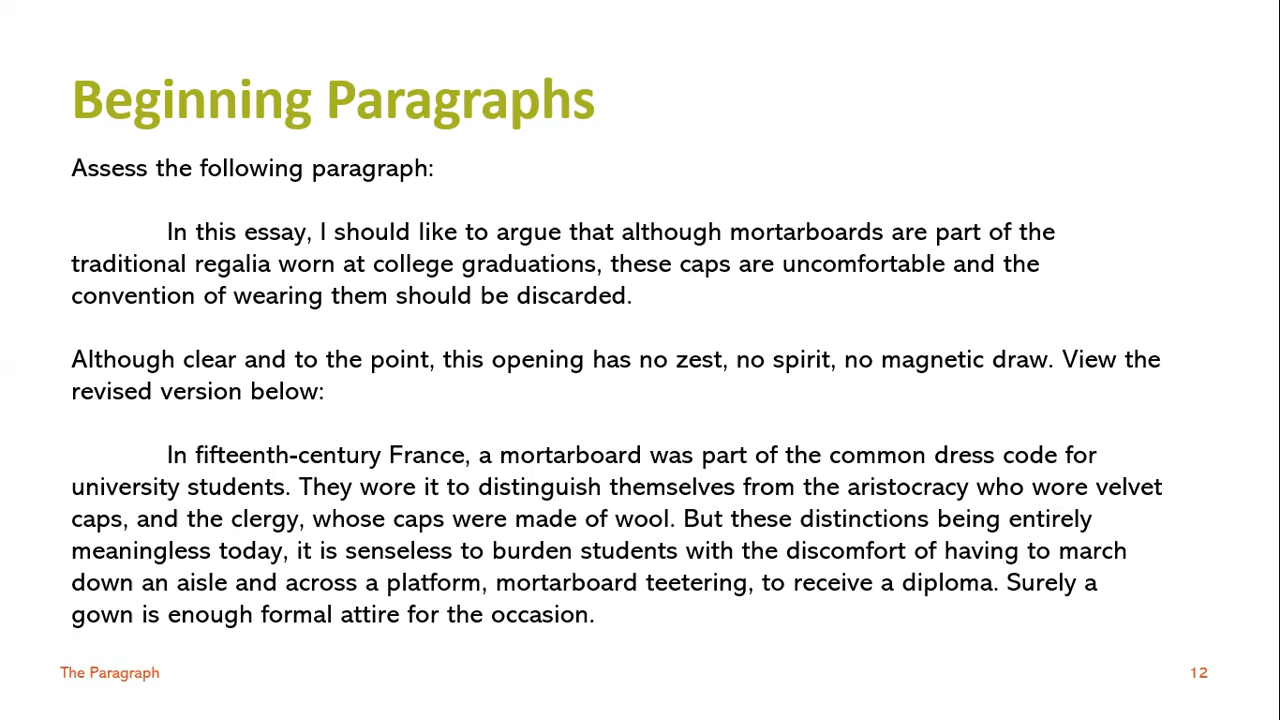 Beginning Paragraphs
Assess the following paragraph:
In this essay, I should like to argue that although mortarboards are part of the
traditional regalia worn at college graduations, these caps are uncomfortable and the
convention of wearing them should be discarded.
Although clear and to the point, this opening has no zest, no spirit, no magnetic draw. View the
revised version below:
In fifteenth-century France, a mortarboard was part of the common dress code for
university students. They wore it to distinguish themselves from the aristocracy who wore velvet
caps, and the clergy, whose caps were made of wool. But these distinctions being entirely
meaningless today, it is senseless to burden students with the discomfort of having to march
down an aisle and across a platform, mortarboard teetering, to receive a diploma. Surely a
gown is enough formal attire for the occasion.
The Paragraph
12